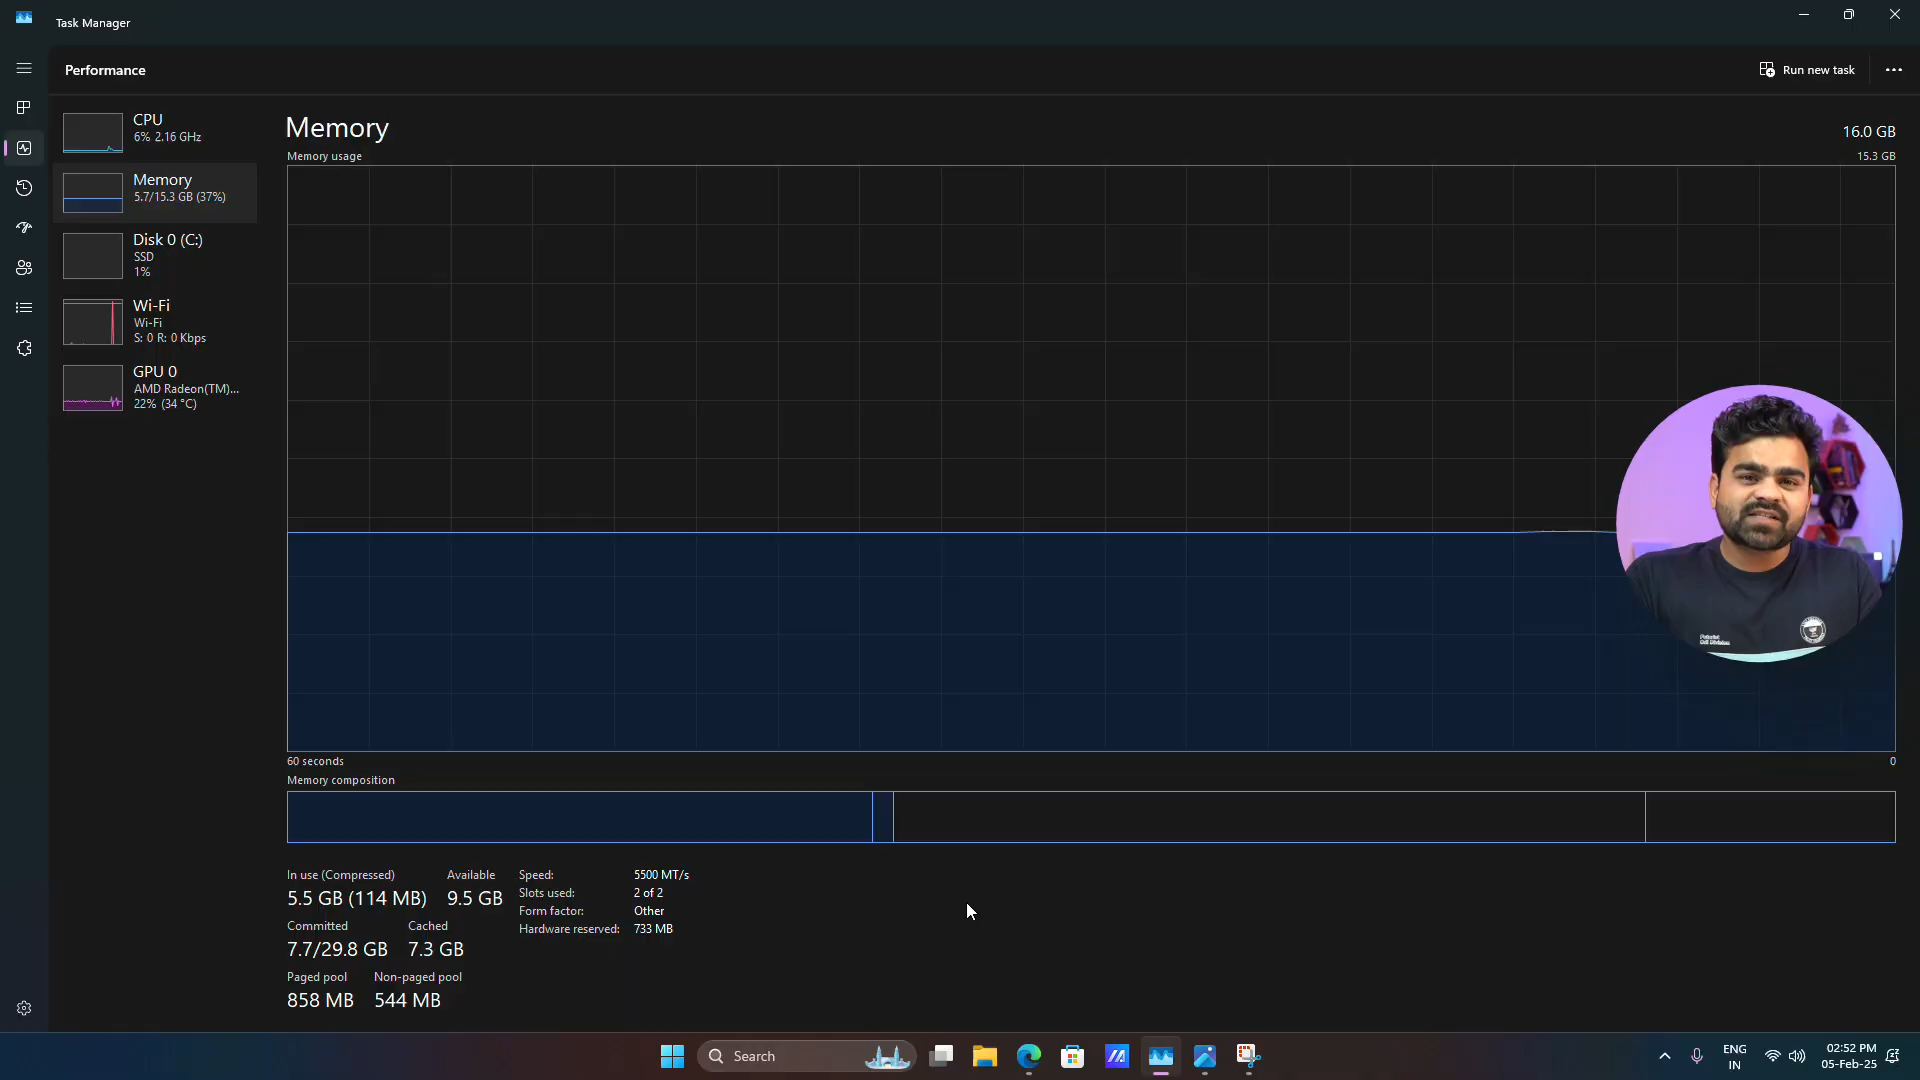 Task Manager
Performance
Run new task
CPU
6% 2.16 GHz
Memory
5.7/15.3 GB (37%)
Disk 0 (C:)
SSD
1%
Wi-Fi
Wi-Fi
S: 0 R: 0 Kbps
GPU 0
AMD Radeon(TM)...
22% (34 °C)
Memory
16.0 GB
Memory usage
15.3 GB
60 seconds
0
Memory composition
In use (Compressed)
5.5 GB (114 MB)
Available
9.5 GB
Committed
7.7/29.8 GB
Cached
7.3 GB
Paged pool
858 MB
Non-paged pool
544 MB
Speed: 5500 MT/s
Slots used: 2 of 2
Form factor: Other
Hardware reserved: 733 MB
Search
ENG
IN
02:52 PM
05-Feb-25